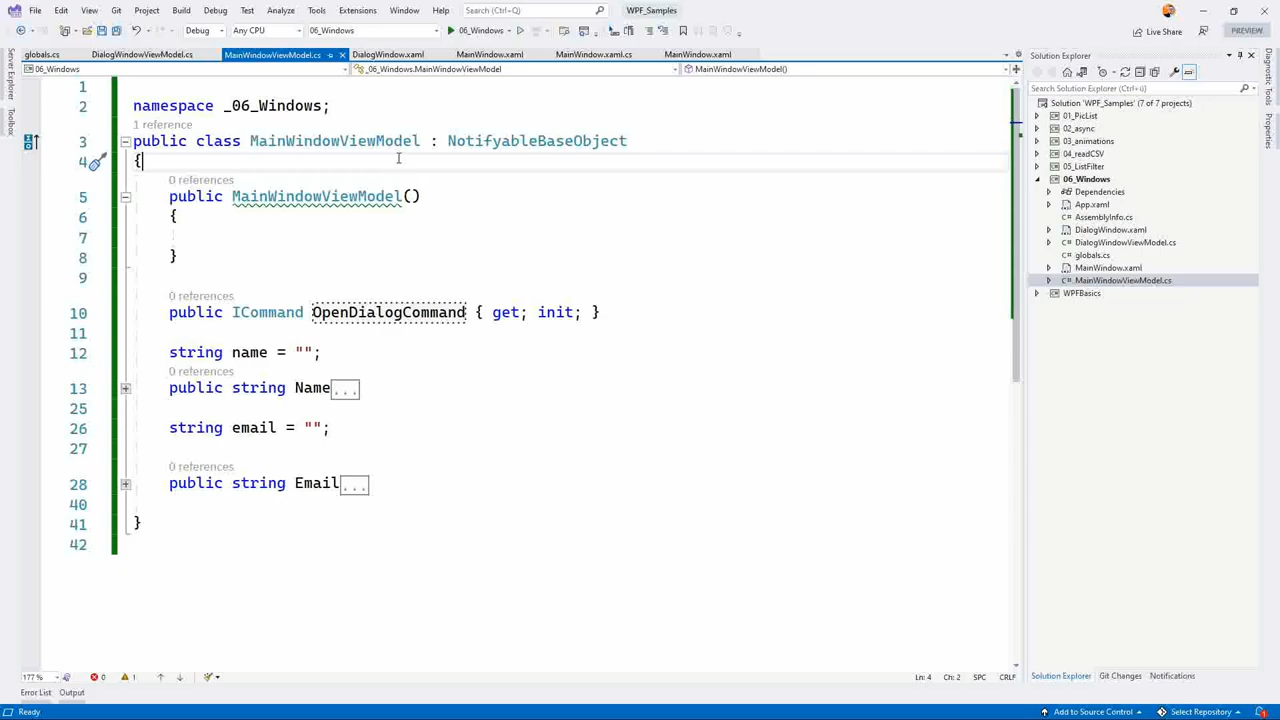 File Edit View Git Project Build Debug Test Analyze Tools Extensions Window Help Search (Ctrl+Q) WPF_Samples
Debug Any CPU 06_Windows 06_Windows Live Share PREVIEW
globals.cs DialogWindowViewModel.cs MainWindowViewModel.cs DialogWindow.xaml MainWindow.xaml MainWindow.xaml.cs MainWindow.xaml
06_Windows _06_Windows.MainWindowViewModel MainWindowViewModel()
Server Explorer
Toolbox
1
2 namespace _06_Windows;
1 reference
3 public class MainWindowViewModel : NotifyableBaseObject
4 {
0 references
5 public MainWindowViewModel()
6 {
7
8 }
9
0 references
10 public ICommand OpenDialogCommand { get; init; }
11
12 string name = "";
0 references
13 public string Name...
25
26 string email = "";
27
0 references
28 public string Email...
40
41 }
42
177 % 0 1 Ln: 4 Ch: 2 SPC CRLF
Error List Output
Ready Add to Source Control Select Repository
Solution Explorer
Search Solution Explorer (Ctrl+Q)
Solution 'WPF_Samples' (7 of 7 projects)
01_PicList
02_async
03_animations
04_readCSV
05_ListFilter
06_Windows
Dependencies
App.xaml
AssemblyInfo.cs
DialogWindow.xaml
DialogWindowViewModel.cs
globals.cs
MainWindow.xaml
MainWindowViewModel.cs
WPFBasics
Solution Explorer Git Changes Notifications
Diagnostic Tools
Properties